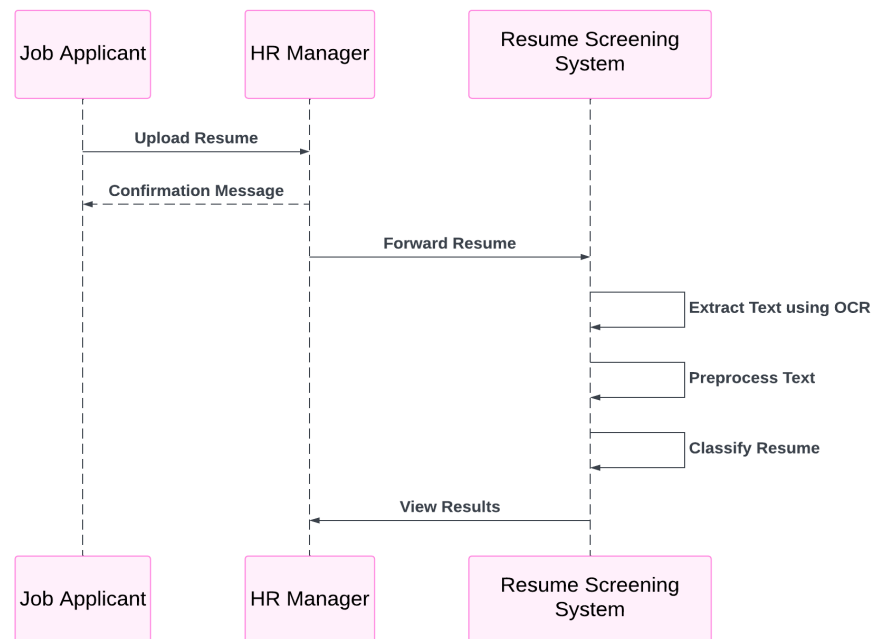 Job Applicant
HR Manager
Resume Screening
System
Upload Resume
Confirmation Message
Forward Resume
Extract Text using OCR
Preprocess Text
Classify Resume
View Results
Job Applicant
HR Manager
Resume Screening
System